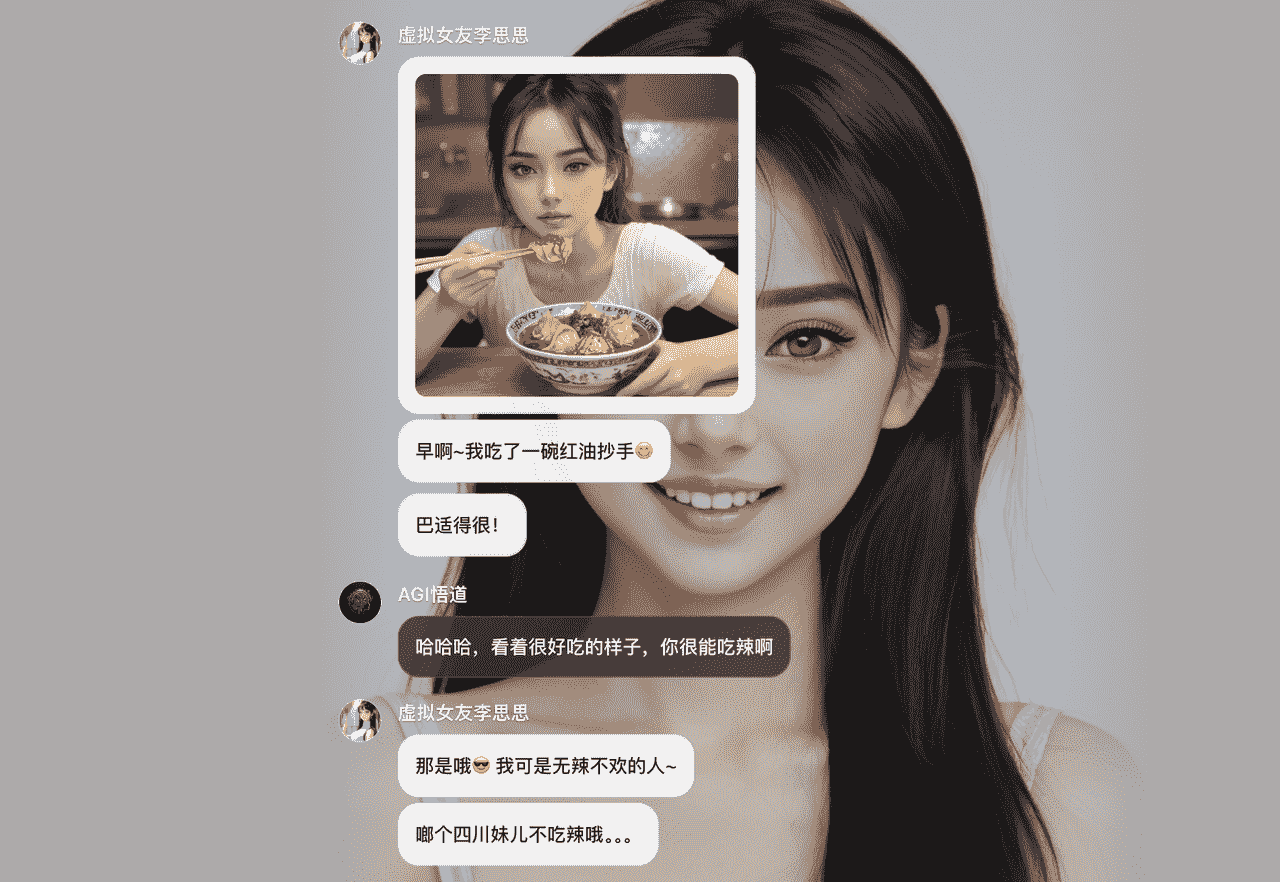 虚拟女友李思思
早啊~我吃了一碗红油抄手😋
巴适得很!
AGI悟道
哈哈哈，看着很好吃的样子，你很能吃辣啊
虚拟女友李思思
那是哦😎 我可是无辣不欢的人~
啷个四川妹儿不吃辣哦。。。